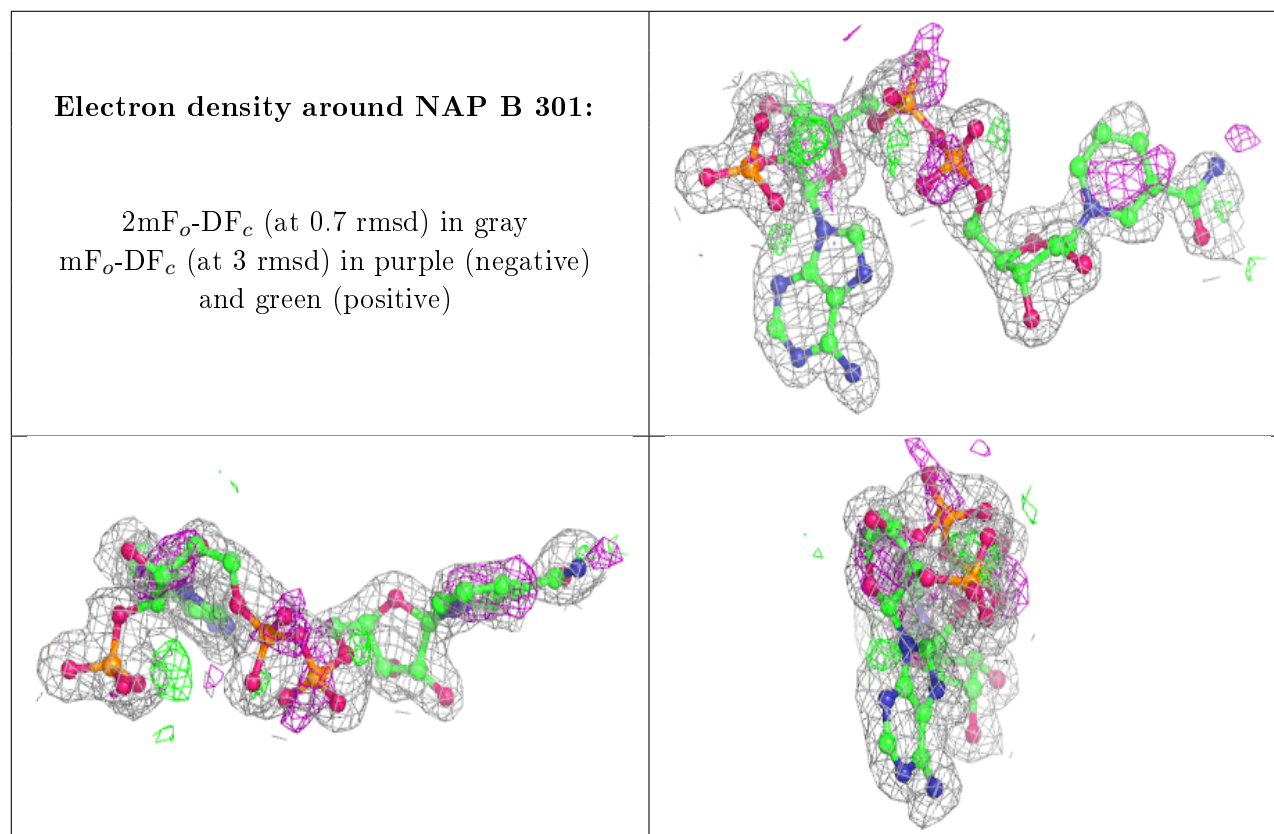 Electron density around NAP B 301:
2mFo-DFc (at 0.7 rmsd) in gray
mFo-DFc (at 3 rmsd) in purple (negative)
and green (positive)